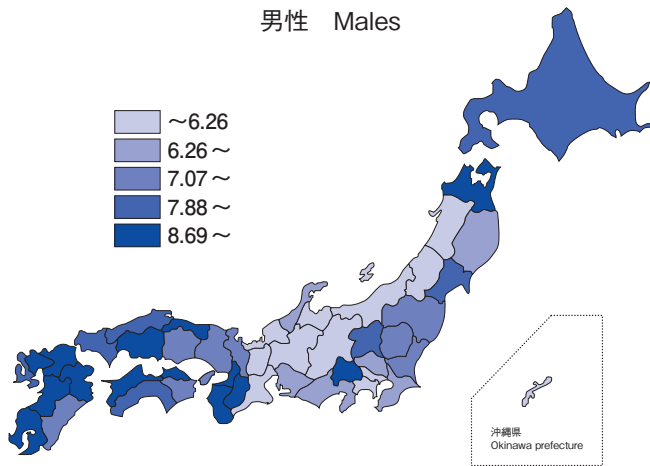 男性　Males
～6.26
6.26～
7.07～
7.88～
8.69～
沖縄県
Okinawa prefecture